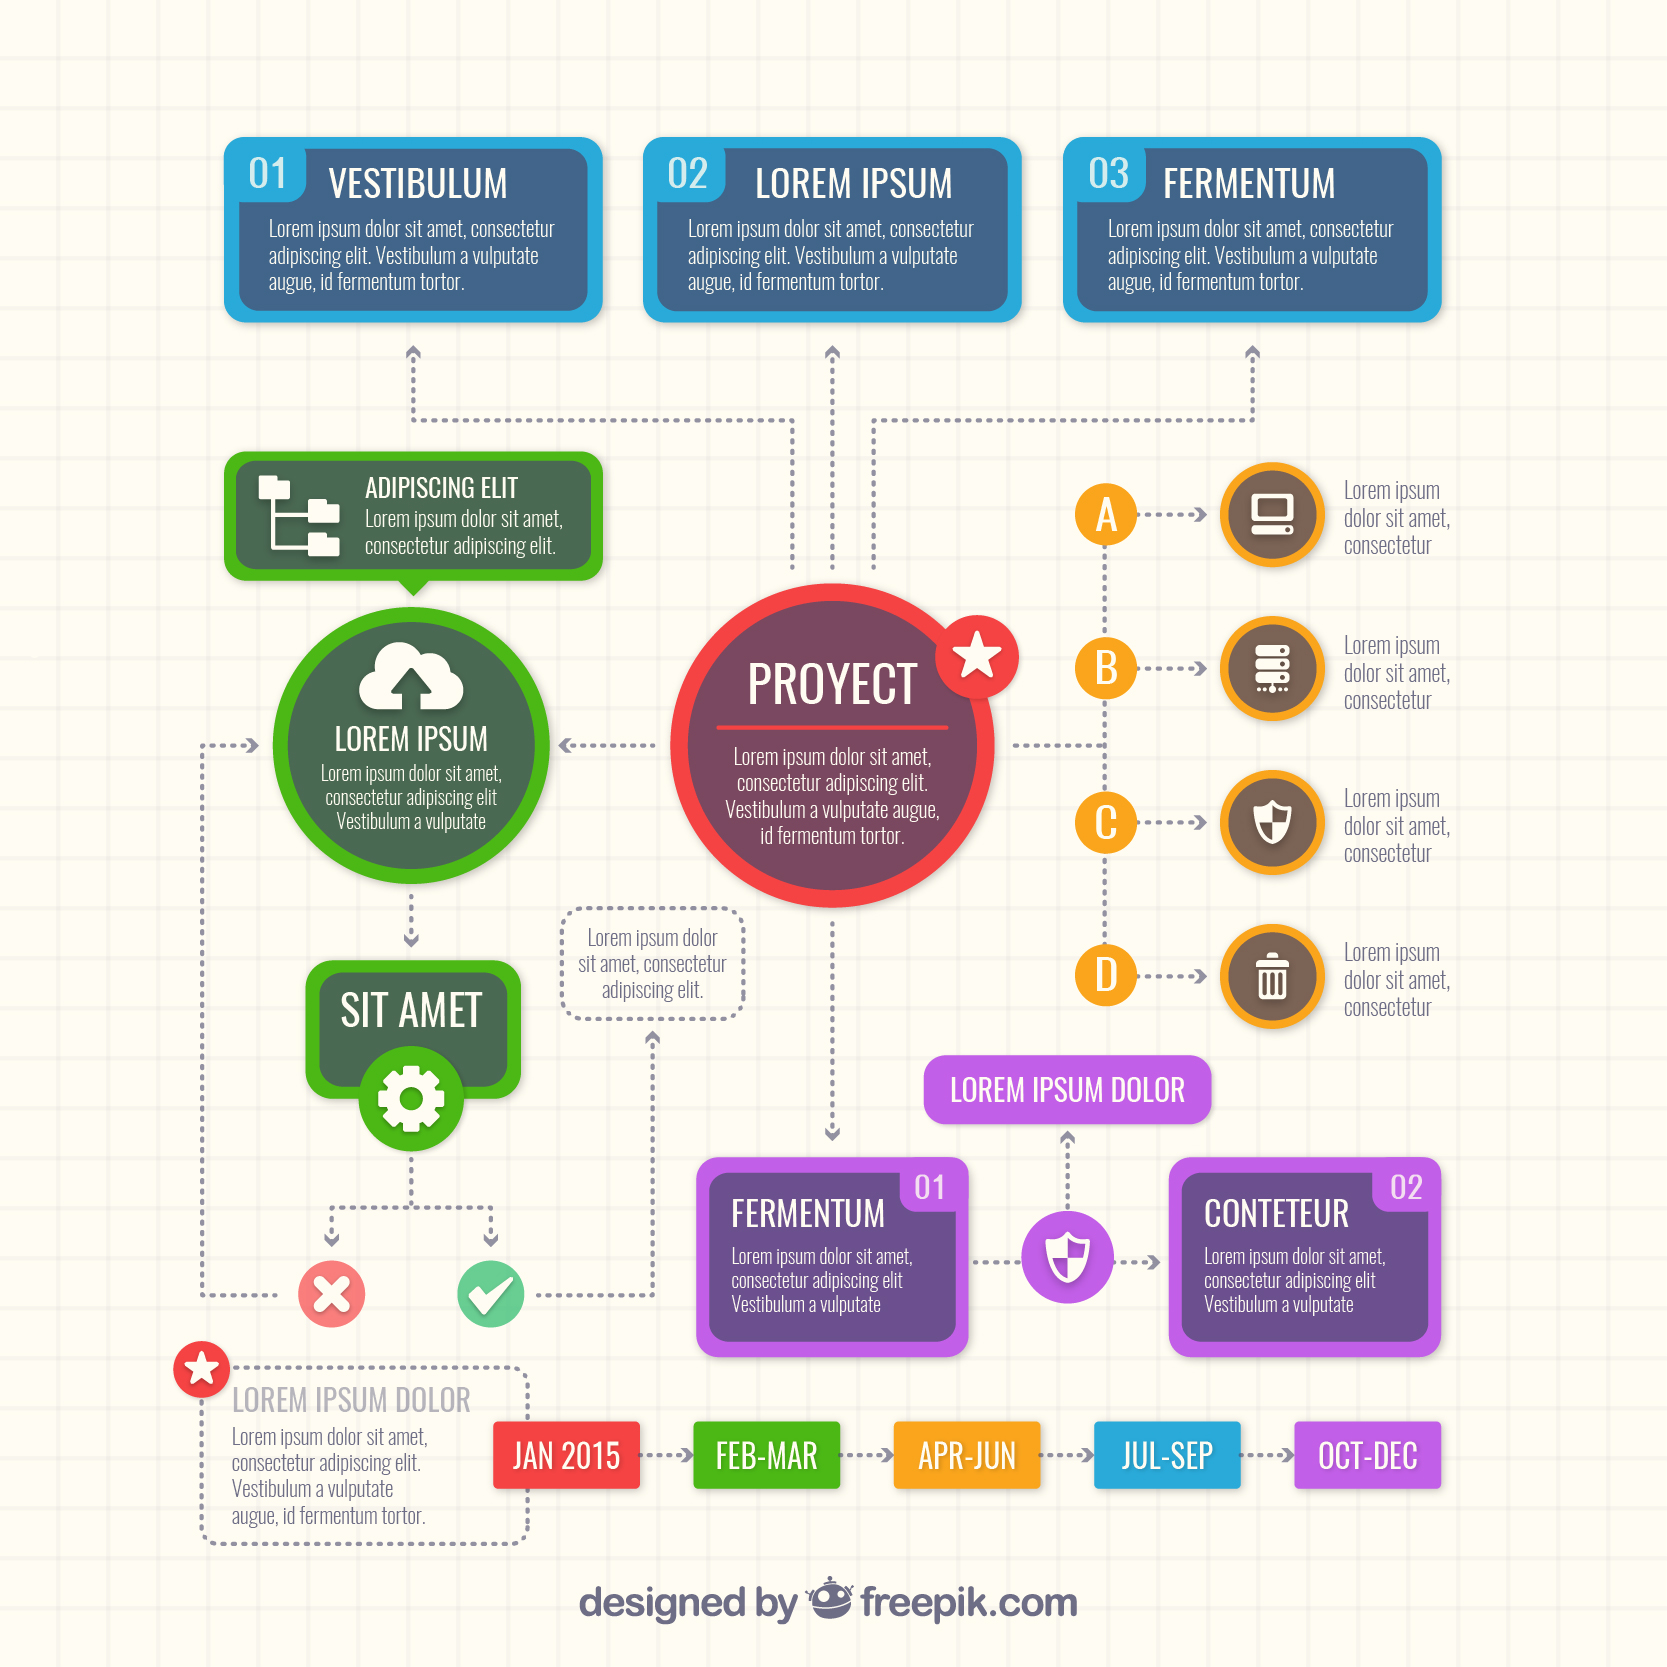 01 VESTIBULUM
Lorem ipsum dolor sit amet, consectetur
adipiscing elit. Vestibulum a vulputate
augue, id fermentum tortor.
02 LOREM IPSUM
Lorem ipsum dolor sit amet, consectetur
adipiscing elit. Vestibulum a vulputate
augue, id fermentum tortor.
03 FERMENTUM
Lorem ipsum dolor sit amet, consectetur
adipiscing elit. Vestibulum a vulputate
augue, id fermentum tortor.
ADIPISCING ELIT
Lorem ipsum dolor sit amet,
consectetur adipiscing elit.
LOREM IPSUM
Lorem ipsum dolor sit amet,
consectetur adipiscing elit
Vestibulum a vulputate
PROYECT
Lorem ipsum dolor sit amet,
consectetur adipiscing elit.
Vestibulum a vulputate augue,
id fermentum tortor.
A
Lorem ipsum
dolor sit amet,
consectetur
B
Lorem ipsum
dolor sit amet,
consectetur
C
Lorem ipsum
dolor sit amet,
consectetur
D
Lorem ipsum
dolor sit amet,
consectetur
SIT AMET
Lorem ipsum dolor
sit amet, consectetur
adipiscing elit.
LOREM IPSUM DOLOR
01
FERMENTUM
Lorem ipsum dolor sit amet,
consectetur adipiscing elit
Vestibulum a vulputate
02
CONTETEUR
Lorem ipsum dolor sit amet,
consectetur adipiscing elit
Vestibulum a vulputate
LOREM IPSUM DOLOR
Lorem ipsum dolor sit amet,
consectetur adipiscing elit.
Vestibulum a vulputate
augue, id fermentum tortor.
JAN 2015
FEB-MAR
APR-JUN
JUL-SEP
OCT-DEC
designed by freepik.com